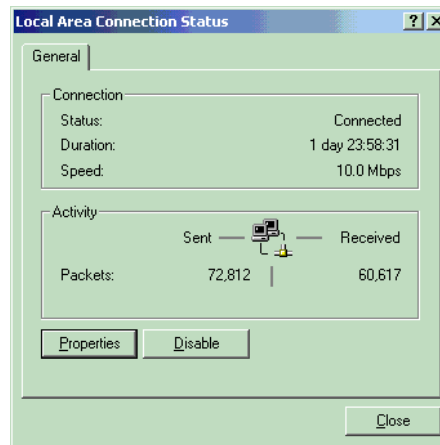 Local Area Connection Status
General
Connection
Status: Connected
Duration: 1 day 23:58:31
Speed: 10.0 Mbps
Activity
Sent Received
Packets: 72,812 60,617
Properties Disable
Close